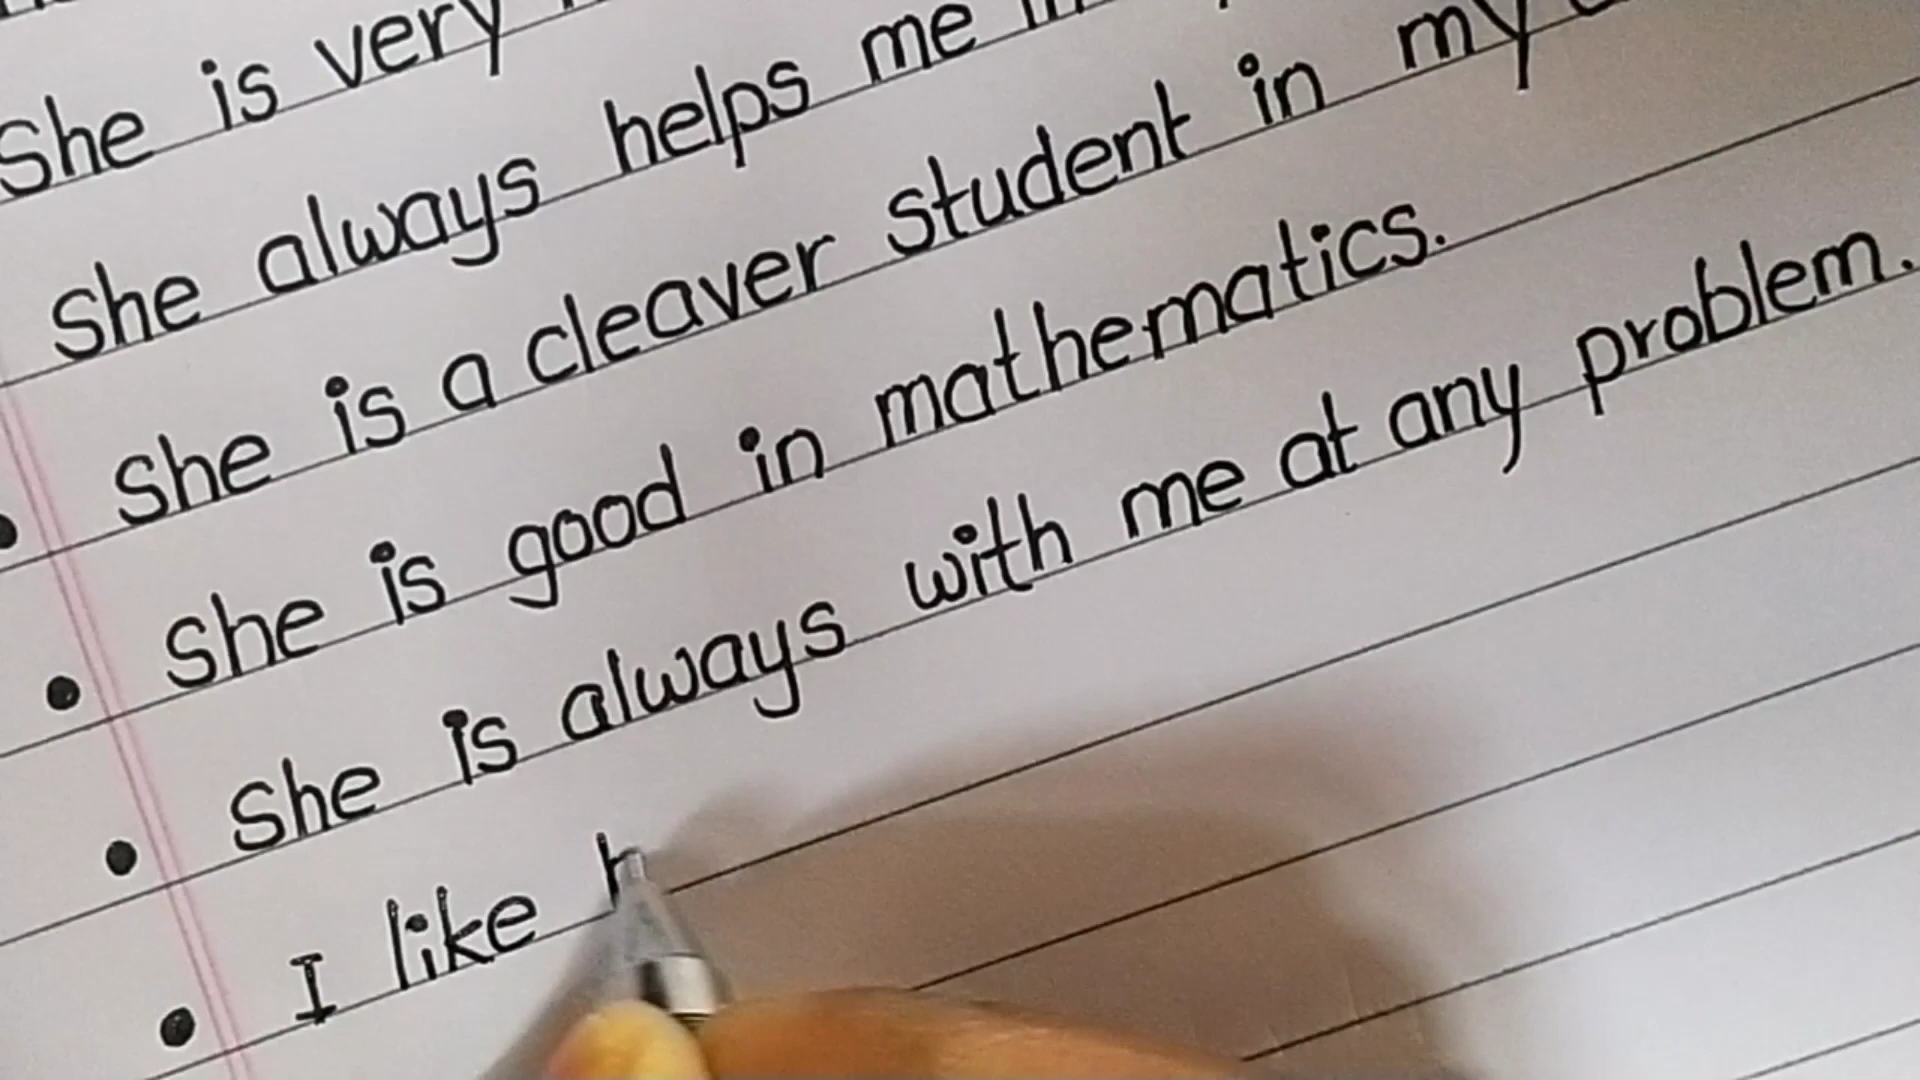 She is very
She always helps me
She is a cleaver student in my
• She is good in mathematics.
• She is always with me at any problem.
• I like